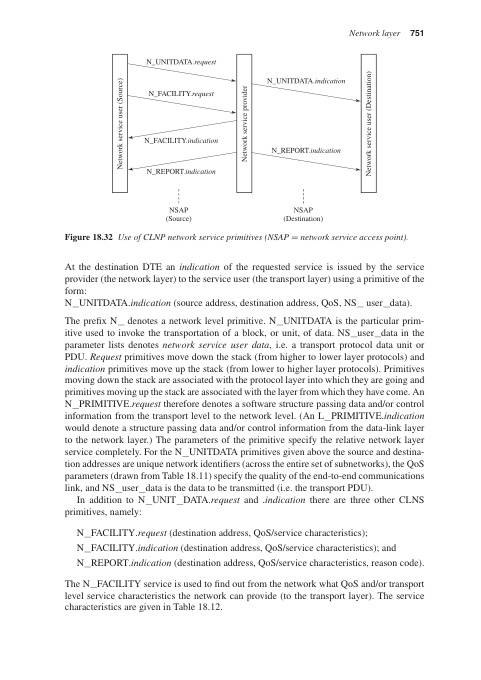 Network layer 751
N_UNITDATA.request
N_UNITDATA.indication
N_FACILITY.request
Network service user (Source)
Network service provider
Network service user (Destination)
N_FACILITY.indication
N_REPORT.indication
N_REPORT.indication
NSAP
(Source)
NSAP
(Destination)
Figure 18.32 Use of CLNP network service primitives (NSAP = network service access point).
At the destination DTE an indication of the requested service is issued by the service
provider (the network layer) to the service user (the transport layer) using a primitive of the
form:
N_UNITDATA.indication (source address, destination address, QoS, NS_ user_data).
The prefix N_ denotes a network level primitive. N_UNITDATA is the particular prim-
itive used to invoke the transportation of a block, or unit, of data. NS_user_data in the
parameter lists denotes network service user data, i.e. a transport protocol data unit or
PDU. Request primitives move down the stack (from higher to lower layer protocols) and
indication primitives move up the stack (from lower to higher layer protocols). Primitives
moving down the stack are associated with the protocol layer into which they are going and
primitives moving up the stack are associated with the layer from which they have come. An
N_PRIMITIVE.request therefore denotes a software structure passing data and/or control
information from the transport level to the network level. (An L_PRIMITIVE.indication
would denote a structure passing data and/or control information from the data-link layer
to the network layer.) The parameters of the primitive specify the relative network layer
service completely. For the N_UNITDATA primitives given above the source and destina-
tion addresses are unique network identifiers (across the entire set of subnetworks), the QoS
parameters (drawn from Table 18.11) specify the quality of the end-to-end communications
link, and NS_user_data is the data to be transmitted (i.e. the transport PDU).
In addition to N_UNIT_DATA.request and .indication there are three other CLNS
primitives, namely:
N_FACILITY.request (destination address, QoS/service characteristics);
N_FACILITY.indication (destination address, QoS/service characteristics); and
N_REPORT.indication (destination address, QoS/service characteristics, reason code).
The N_FACILITY service is used to find out from the network what QoS and/or transport
level service characteristics the network can provide (to the transport layer). The service
characteristics are given in Table 18.12.